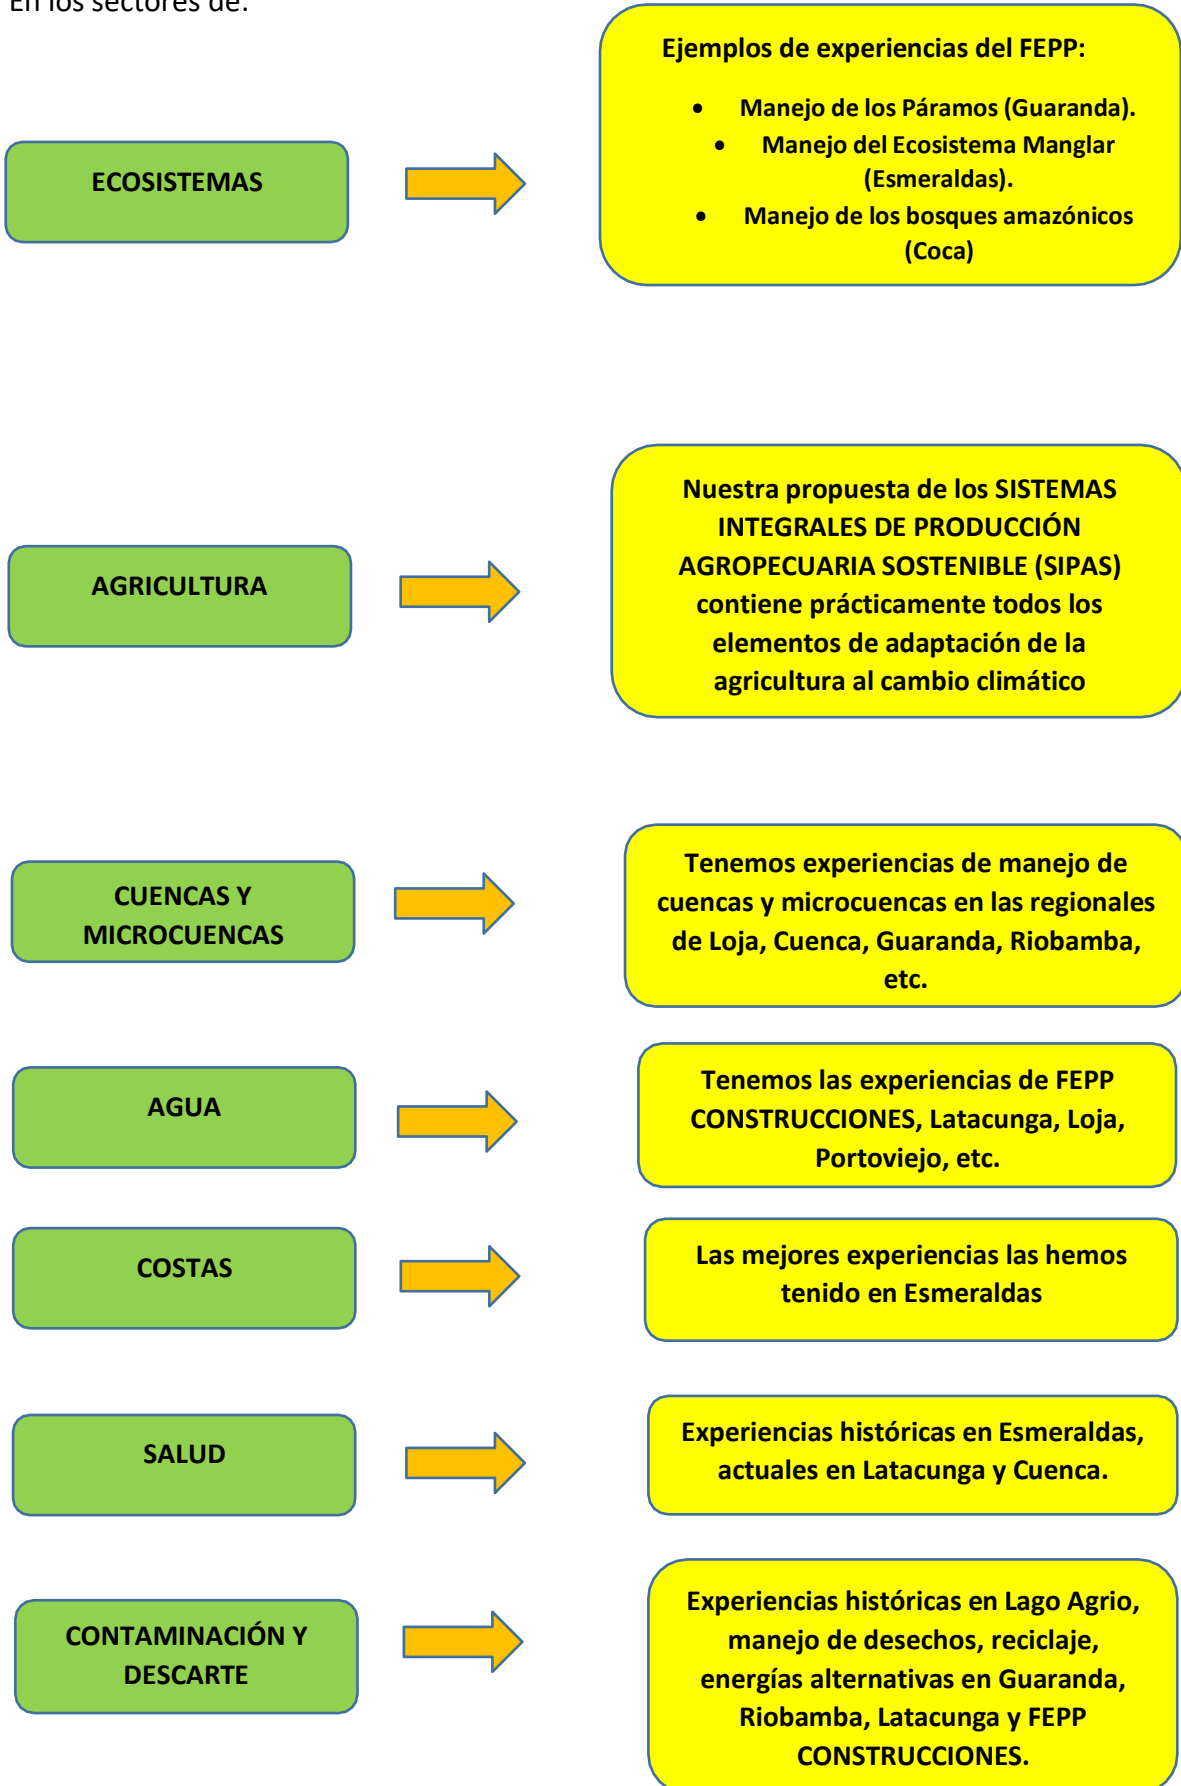 En los sectores de:
ECOSISTEMAS
Ejemplos de experiencias del FEPP:
• Manejo de los Páramos (Guaranda).
• Manejo del Ecosistema Manglar
(Esmeraldas).
• Manejo de los bosques amazónicos
(Coca)
AGRICULTURA
Nuestra propuesta de los SISTEMAS
INTEGRALES DE PRODUCCIÓN
AGROPECUARIA SOSTENIBLE (SIPAS)
contiene prácticamente todos los
elementos de adaptación de la
agricultura al cambio climático
CUENCAS Y
MICROCUENCAS
Tenemos experiencias de manejo de
cuencas y microcuencas en las regionales
de Loja, Cuenca, Guaranda, Riobamba,
etc.
AGUA
Tenemos las experiencias de FEPP
CONSTRUCCIONES, Latacunga, Loja,
Portoviejo, etc.
COSTAS
Las mejores experiencias las hemos
tenido en Esmeraldas
SALUD
Experiencias históricas en Esmeraldas,
actuales en Latacunga y Cuenca.
CONTAMINACIÓN Y
DESCARTE
Experiencias históricas en Lago Agrio,
manejo de desechos, reciclaje,
energías alternativas en Guaranda,
Riobamba, Latacunga y FEPP
CONSTRUCCIONES.